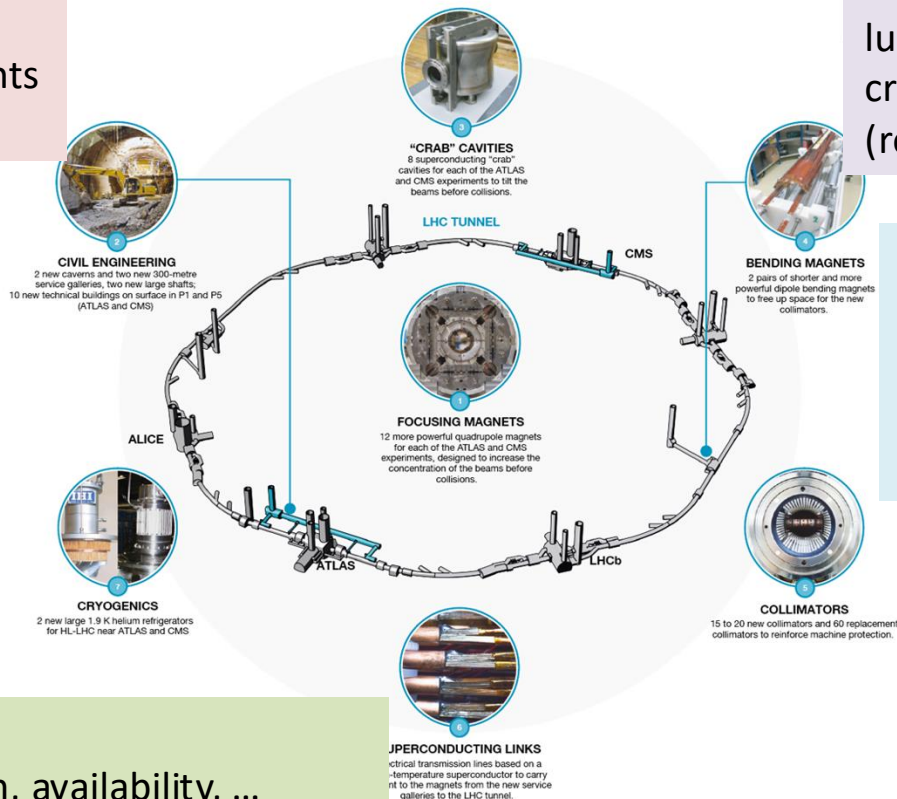 nts
lu
cr
(re
3
"CRAB" CAVITIES
8 superconducting "crab"
cavities for each of the ATLAS
and CMS experiments to tilt the
beams before collisions.
LHC TUNNEL
CMS
2
CIVIL ENGINEERING
2 new caverns and two new 300-metre
service galleries, two new large shafts;
10 new technical buildings on surface in P1 and P5
(ATLAS and CMS)
4
BENDING MAGNETS
2 pairs of shorter and more
powerful dipole bending magnets
to free up space for the new
collimators.
1
FOCUSING MAGNETS
12 more powerful quadrupole magnets
for each of the ATLAS and CMS
experiments, designed to increase the
concentration of the beams before
collisions.
ALICE
ATLAS
LHCb
IHI
7
CRYOGENICS
2 new large 1.9 K helium refrigerators
for HL-LHC near ATLAS and CMS
5
COLLIMATORS
15 to 20 new collimators and 60 replacement
collimators to reinforce machine protection.
6
UPERCONDUCTING LINKS
ctrical transmission lines based on a
-temperature superconductor to carry
nt to the magnets from the new service
galleries to the LHC tunnel.
availability, ...